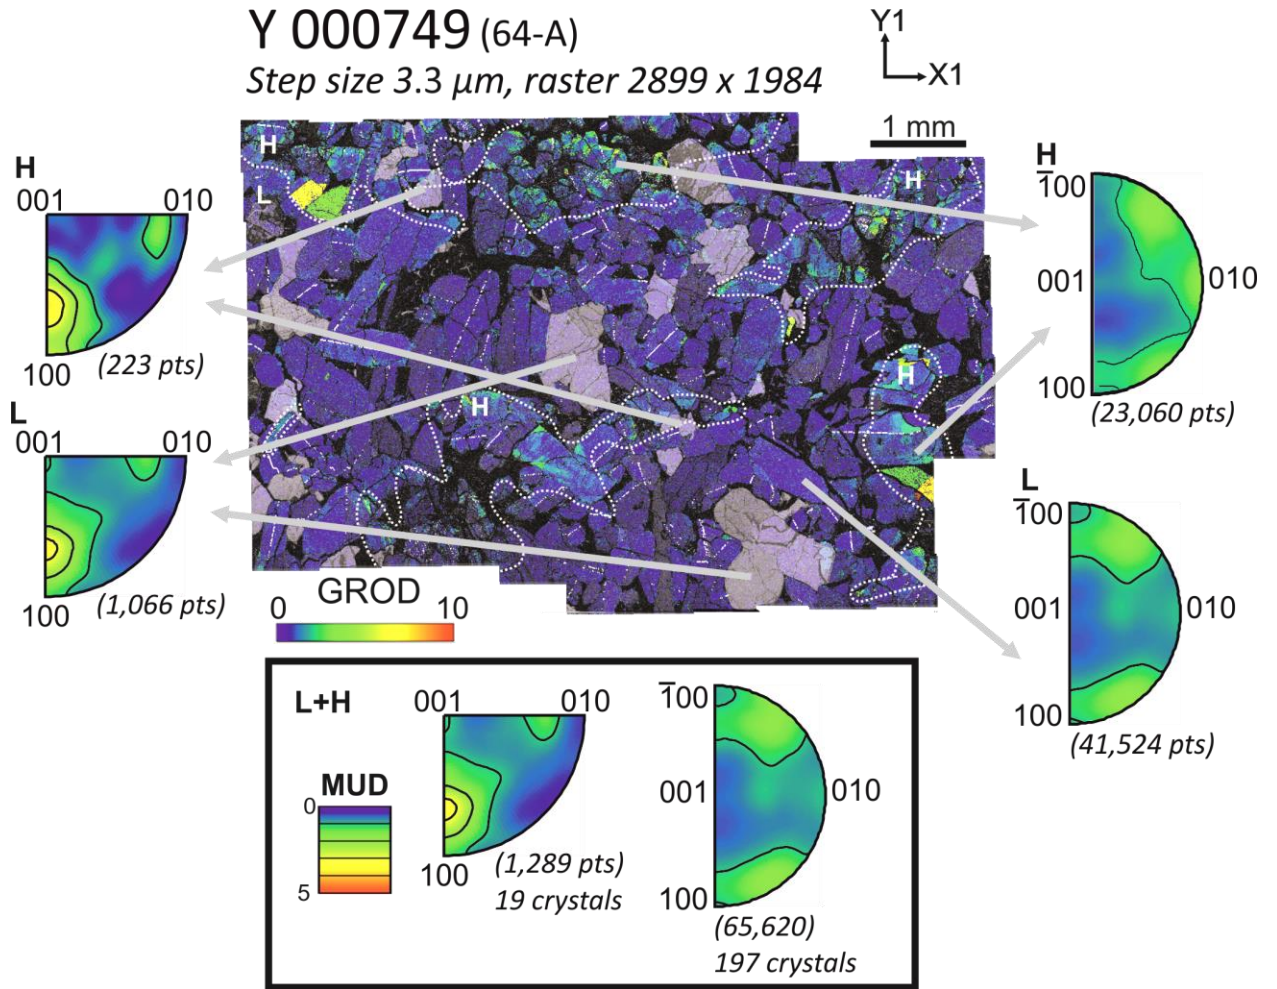 Y 000749 (64-A)
Step size 3.3 µm, raster 2899 x 1984
Y1
X1
1 mm
H
L
H
H
H
H
001 010
100
(223 pts)
L
001 010
100
(1,066 pts)
H
1̅00
001 010
100
(23,060 pts)
L
1̅00
001 010
100
(41,524 pts)
GROD
0 10
L+H
MUD
0
5
001 010
100
(1,289 pts)
19 crystals
1̅00
001 010
100
(65,620)
197 crystals